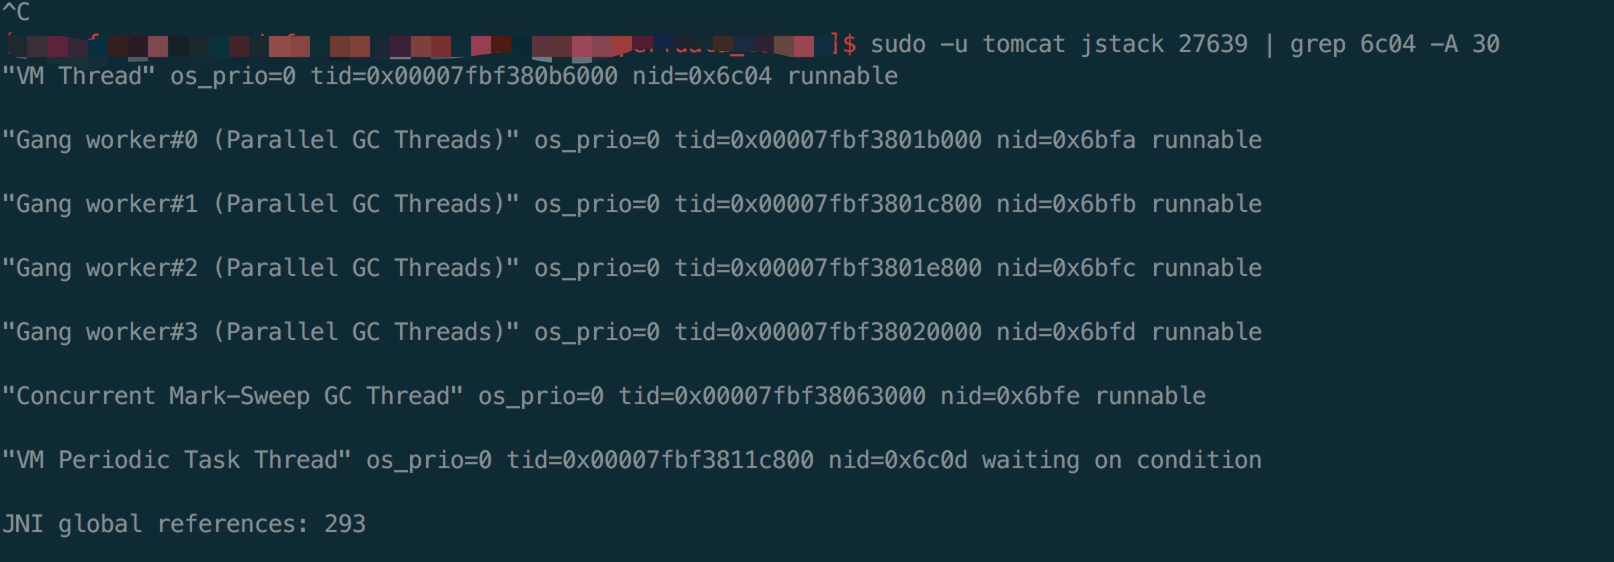 ^C
]$ sudo -u tomcat jstack 27639 | grep 6c04 -A 30
"VM Thread" os_prio=0 tid=0x00007fbf380b6000 nid=0x6c04 runnable
"Gang worker#0 (Parallel GC Threads)" os_prio=0 tid=0x00007fbf3801b000 nid=0x6bfa runnable
"Gang worker#1 (Parallel GC Threads)" os_prio=0 tid=0x00007fbf3801c800 nid=0x6bfb runnable
"Gang worker#2 (Parallel GC Threads)" os_prio=0 tid=0x00007fbf3801e800 nid=0x6bfc runnable
"Gang worker#3 (Parallel GC Threads)" os_prio=0 tid=0x00007fbf38020000 nid=0x6bfd runnable
"Concurrent Mark-Sweep GC Thread" os_prio=0 tid=0x00007fbf38063000 nid=0x6bfe runnable
"VM Periodic Task Thread" os_prio=0 tid=0x00007fbf3811c800 nid=0x6c0d waiting on condition
JNI global references: 293